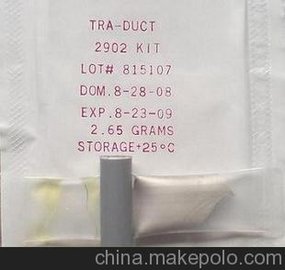 TRA-DUCT
2902 KIT
LOT# 815107
DOM. 8-28-08
EXP. 8-23-09
2.65 GRAMS
STORAGE+25°C
china.makepolo.com